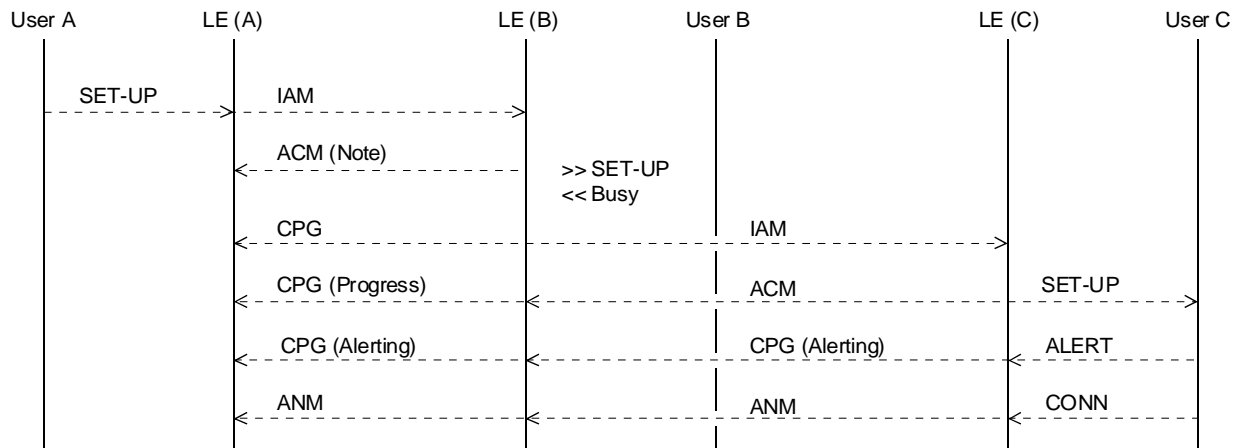 User A LE (A) LE (B) User B LE (C) User C
SET-UP IAM
ACM (Note) >> SET-UP
<< Busy
CPG IAM
CPG (Progress) ACM SET-UP
CPG (Alerting) CPG (Alerting) ALERT
ANM ANM CONN